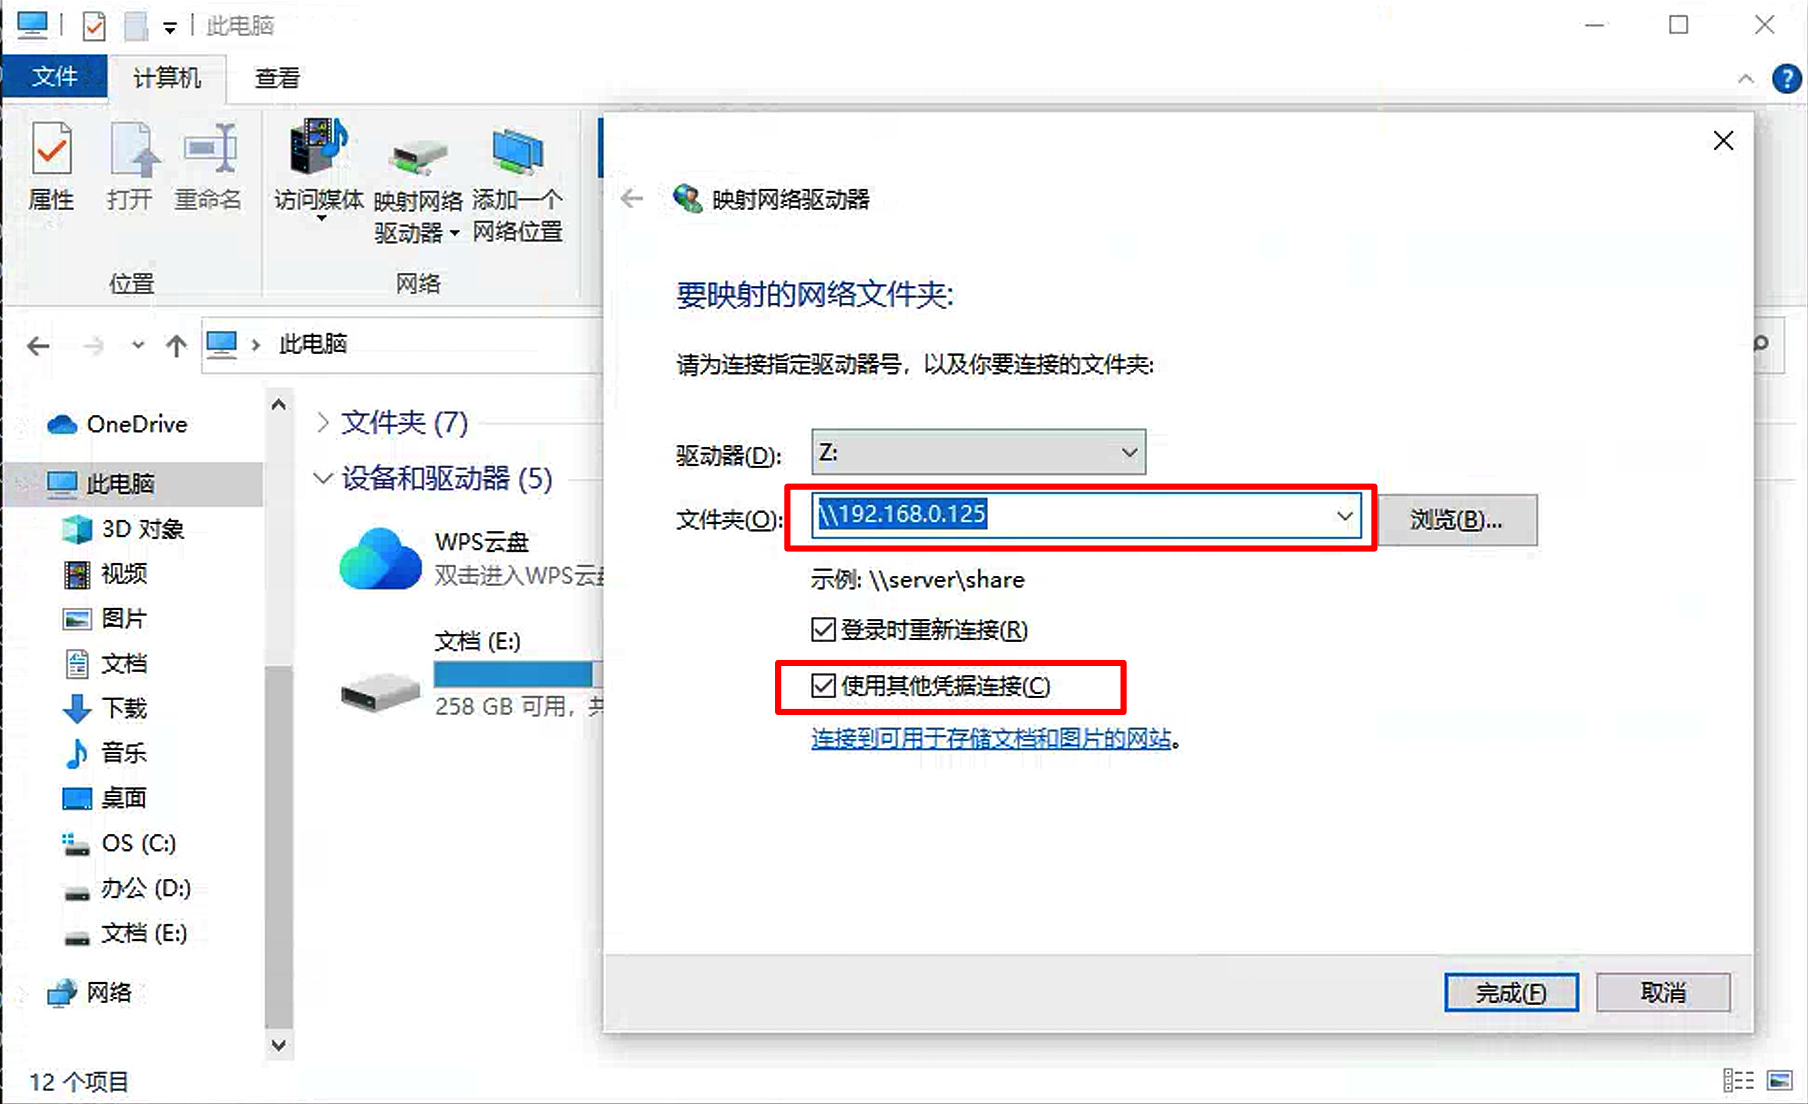 此电脑
文件
计算机
查看
属性
打开
重命名
访问媒体
映射网络
驱动器
添加一个
网络位置
位置
网络
此电脑
OneDrive
此电脑
3D 对象
视频
图片
文档
下载
音乐
桌面
OS (C:)
办公 (D:)
文档 (E:)
网络
文件夹 (7)
设备和驱动器 (5)
WPS云盘
双击进入WPS云
文档 (E:)
258 GB 可用，
12 个项目
映射网络驱动器
要映射的网络文件夹:
请为连接指定驱动器号，以及你要连接的文件夹:
驱动器(D):
Z:
文件夹(O):
\\192.168.0.125
浏览(B)...
示例: \\server\share
登录时重新连接(R)
使用其他凭据连接(C)
连接到可用于存储文档和图片的网站。
完成(F)
取消